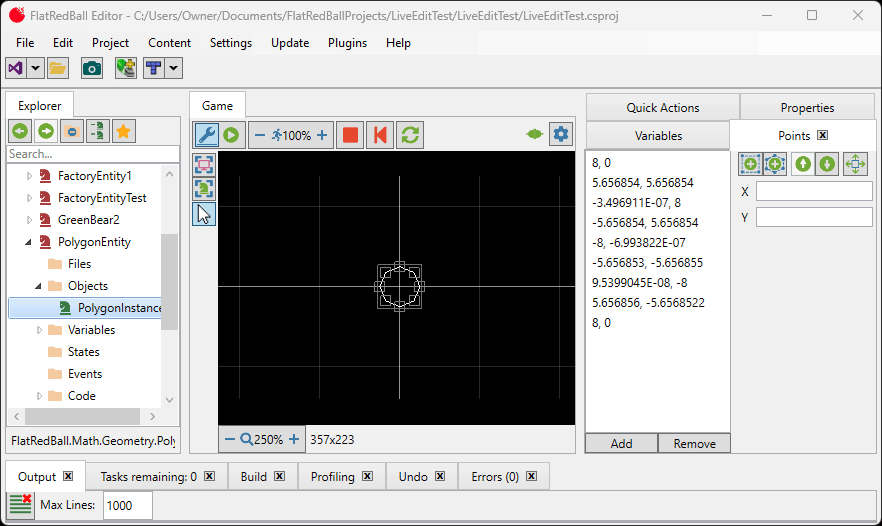 FlatRedBall Editor - C:/Users/Owner/Documents/FlatRedBallProjects/LiveEditTest/LiveEditTest/LiveEditTest.csproj
File Edit Project Content Settings Update Plugins Help
Explorer
Search...
FactoryEntity1
FactoryEntityTest
GreenBear2
PolygonEntity
Files
Objects
PolygonInstance
Variables
States
Events
Code
FlatRedBall.Math.Geometry.Poly
Game
100%
250%
357x223
Quick Actions Properties
Variables Points
8, 0
5.656854, 5.656854
-3.496911E-07, 8
-5.656854, 5.656854
-8, -6.993822E-07
-5.656853, -5.656855
9.5399045E-08, -8
5.656856, -5.6568522
8, 0
X
Y
Add Remove
Output Tasks remaining: 0 Build Profiling Undo Errors (0)
Max Lines: 1000